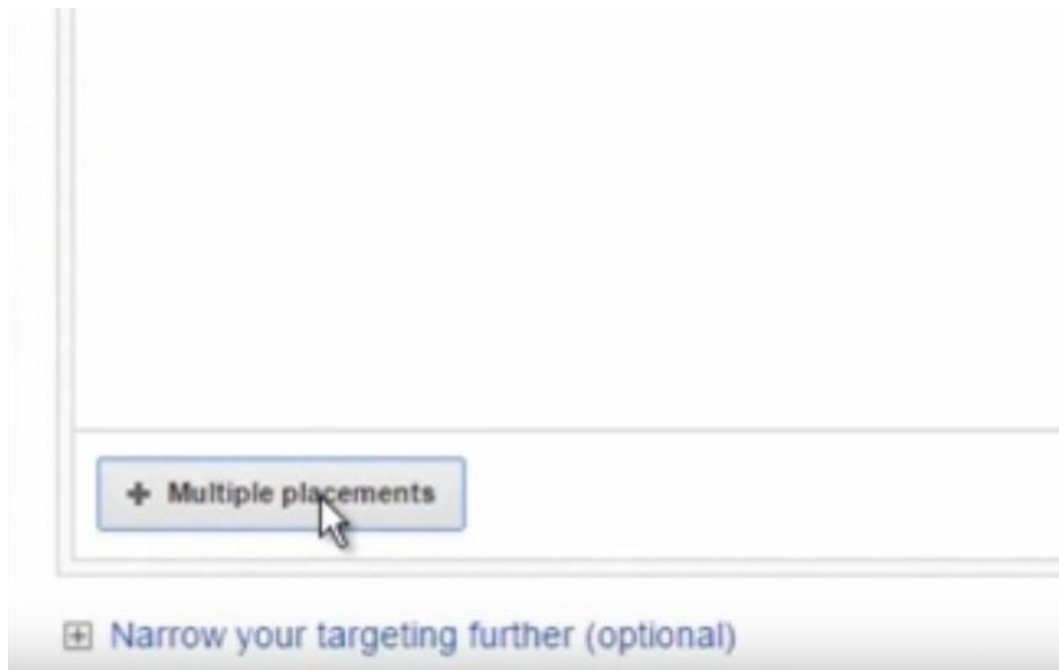 + Multiple placements
Narrow your targeting further (optional)